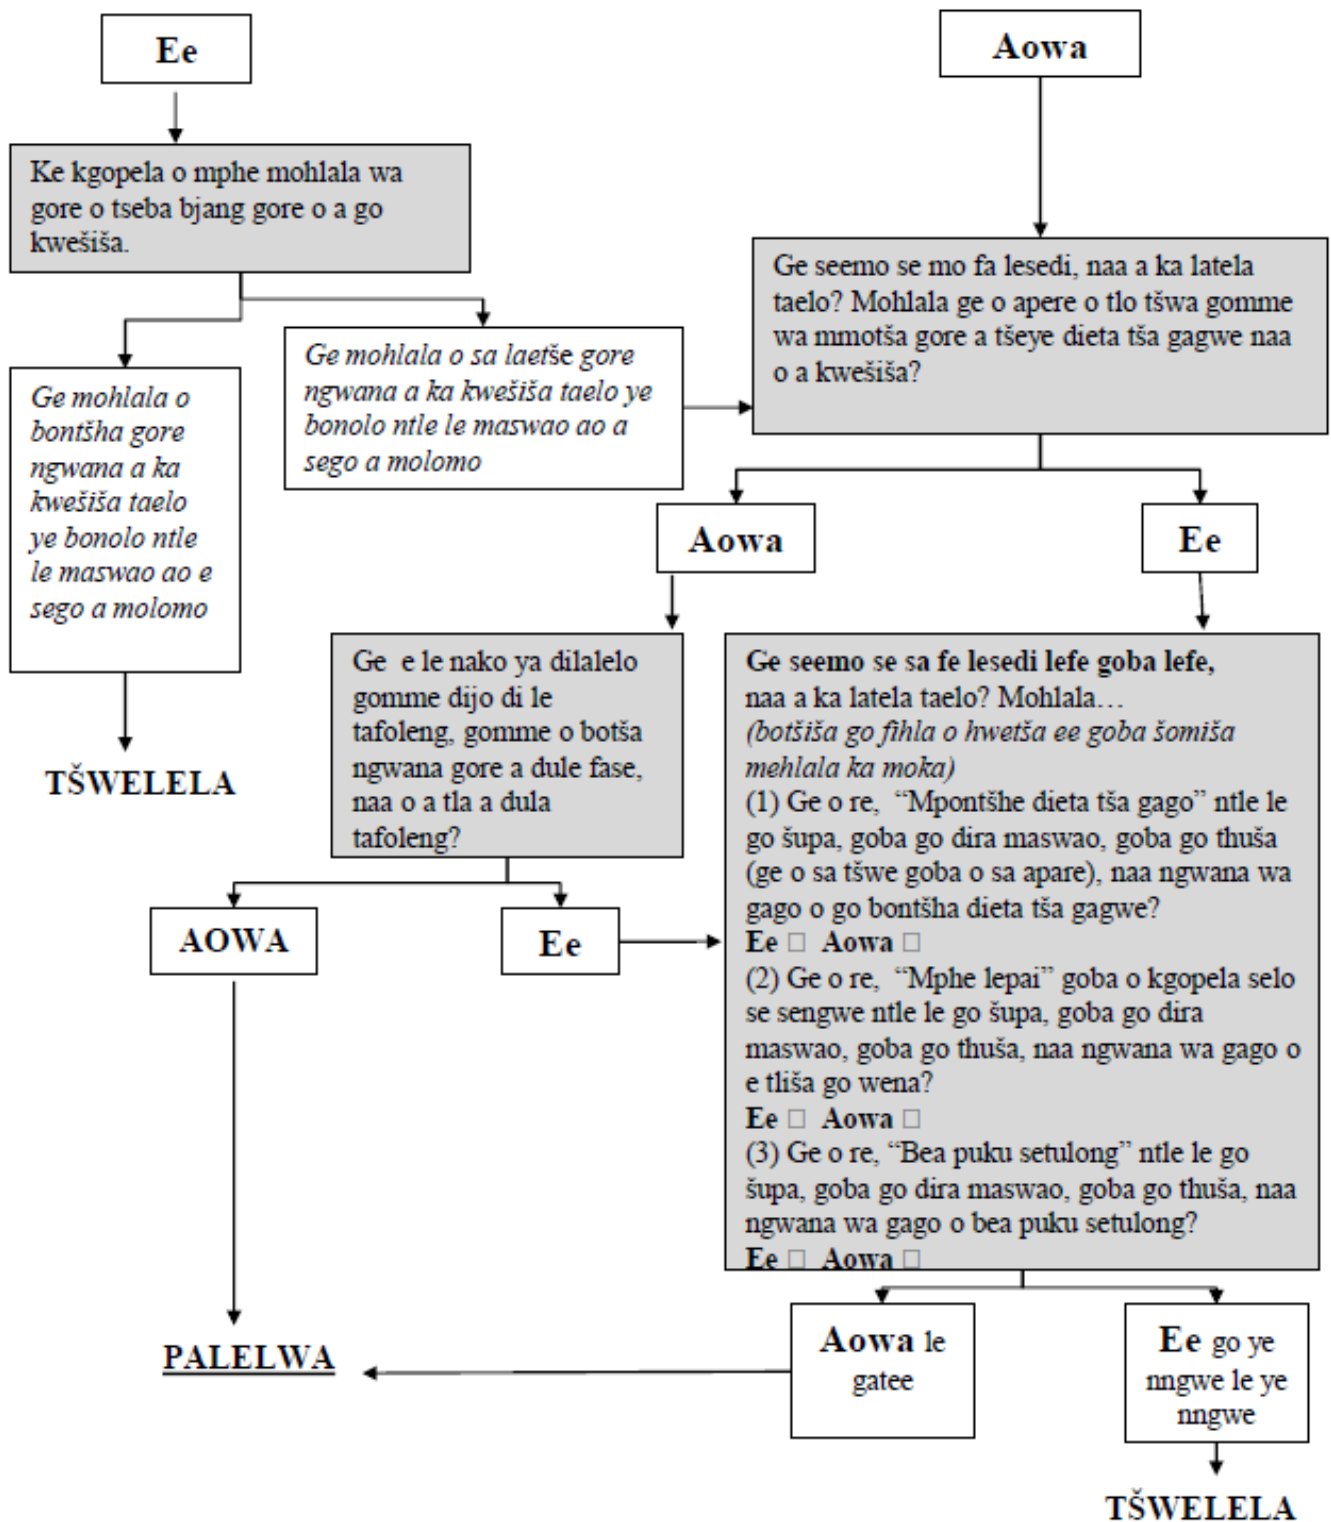 Ee
Aowa
Ke kgopela o mphe mohlala wa
gore o tseba bjang gore o a go
kwešiša.
Ge seemo se mo fa lesedi, naa a ka latela
taelo? Mohlala ge o apere o tlo tšwa gomme
wa mmotša gore a tšeye dieta tša gagwe naa
o a kwešiša?
Ge mohlala o sa laetše gore
ngwana a ka kwešiša taelo ye
bonolo ntle le maswao ao a
sego a molomo
Ge mohlala o
bontšha gore
ngwana a ka
kwešiša taelo
ye bonolo ntle
le maswao ao e
sego a molomo
TŠWELELA
Aowa
Ee
Ge e le nako ya dilalelo
gomme dijo di le
tafoleng, gomme o botša
ngwana gore a dule fase,
naa o a tla a dula
tafoleng?
AOWA
Ee
Ge seemo se sa fe lesedi lefe goba lefe,
naa a ka latela taelo? Mohlala…
(botšiša go fihla o hwetša ee goba šomiša
mehlala ka moka)
(1) Ge o re, “Mpontšhe dieta tša gago” ntle le
go šupa, goba go dira maswao, goba go thuša
(ge o sa tšwe goba o sa apare), naa ngwana wa
gago o go bontšha dieta tša gagwe?
Ee □ Aowa □
(2) Ge o re, “Mphe lepai” goba o kgopela selo
se sengwe ntle le go šupa, goba go dira
maswao, goba go thuša, naa ngwana wa gago o
e tliša go wena?
Ee □ Aowa □
(3) Ge o re, “Bea puku setulong” ntle le go
šupa, goba go dira maswao, goba go thuša, naa
ngwana wa gago o bea puku setulong?
Ee □ Aowa □
Aowa le
gatee
Ee go ye
nngwe le ye
nngwe
PALELWA
TŠWELELA